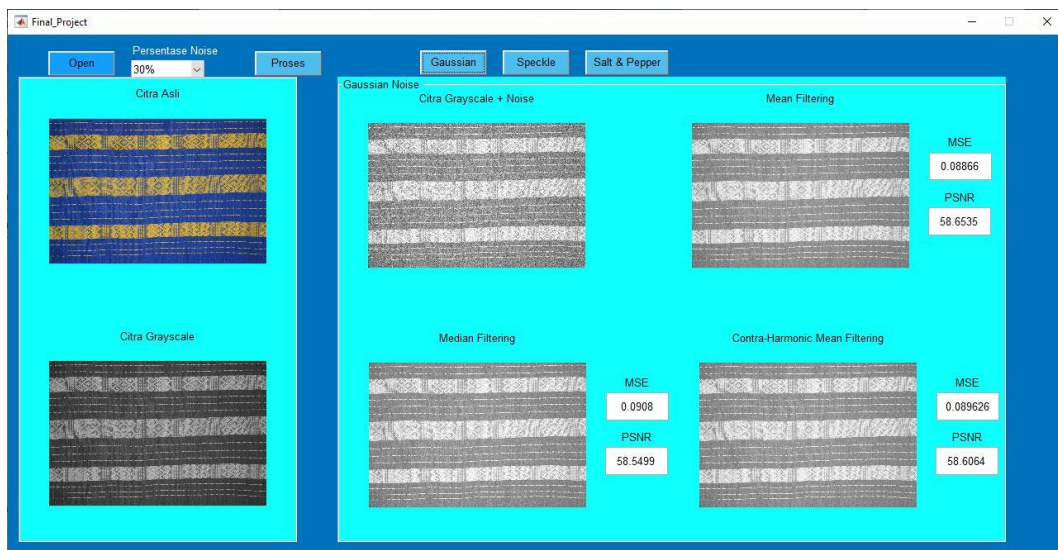 Final_Project
Open
Persentase Noise
30%
Proses
Gaussian
Speckle
Salt & Pepper
Citra Asli
Citra Grayscale
Gaussian Noise
Citra Grayscale + Noise
Mean Filtering
MSE
0.08866
PSNR
58.6535
Median Filtering
MSE
0.0908
PSNR
58.5499
Contra-Harmonic Mean Filtering
MSE
0.089626
PSNR
58.6064